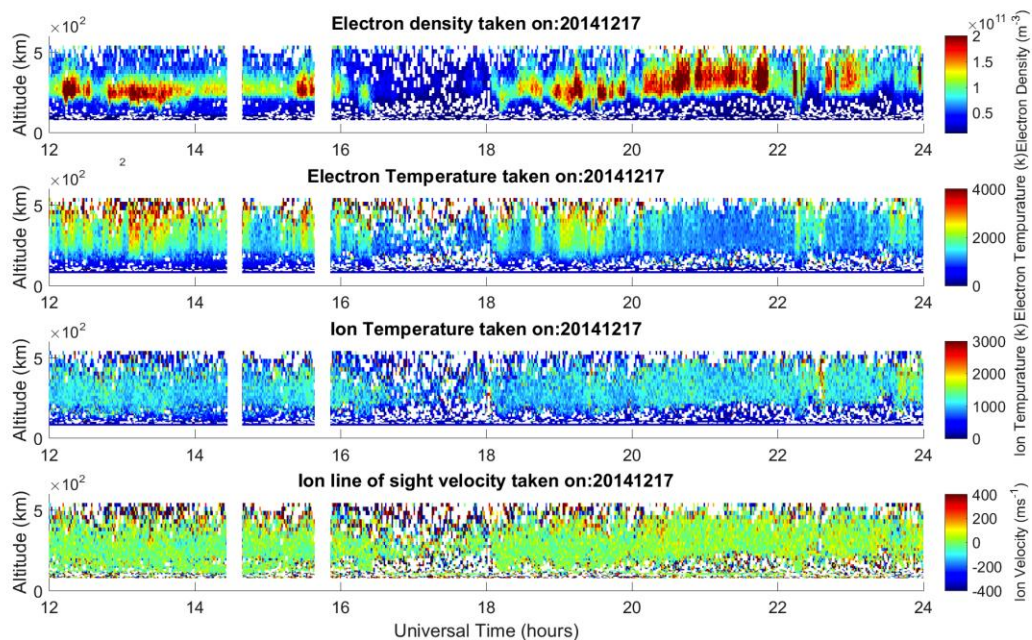 Electron density taken on:20141217
×10²
Altitude (km)
5
0
12 14 16 18 20 22 24
×10¹¹
2
1.5
1
0.5
Electron Density (m⁻³)
2
Electron Temperature taken on:20141217
×10²
Altitude (km)
5
0
12 14 16 18 20 22 24
4000
2000
0
Electron Tempurature (k)
Ion Temperature taken on:20141217
×10²
Altitude (km)
5
0
12 14 16 18 20 22 24
3000
2000
1000
0
Ion Tempurature (k)
Ion line of sight velocity taken on:20141217
×10²
Altitude (km)
5
0
12 14 16 18 20 22 24
400
200
0
-200
-400
Ion Velocity (ms⁻¹)
Universal Time (hours)